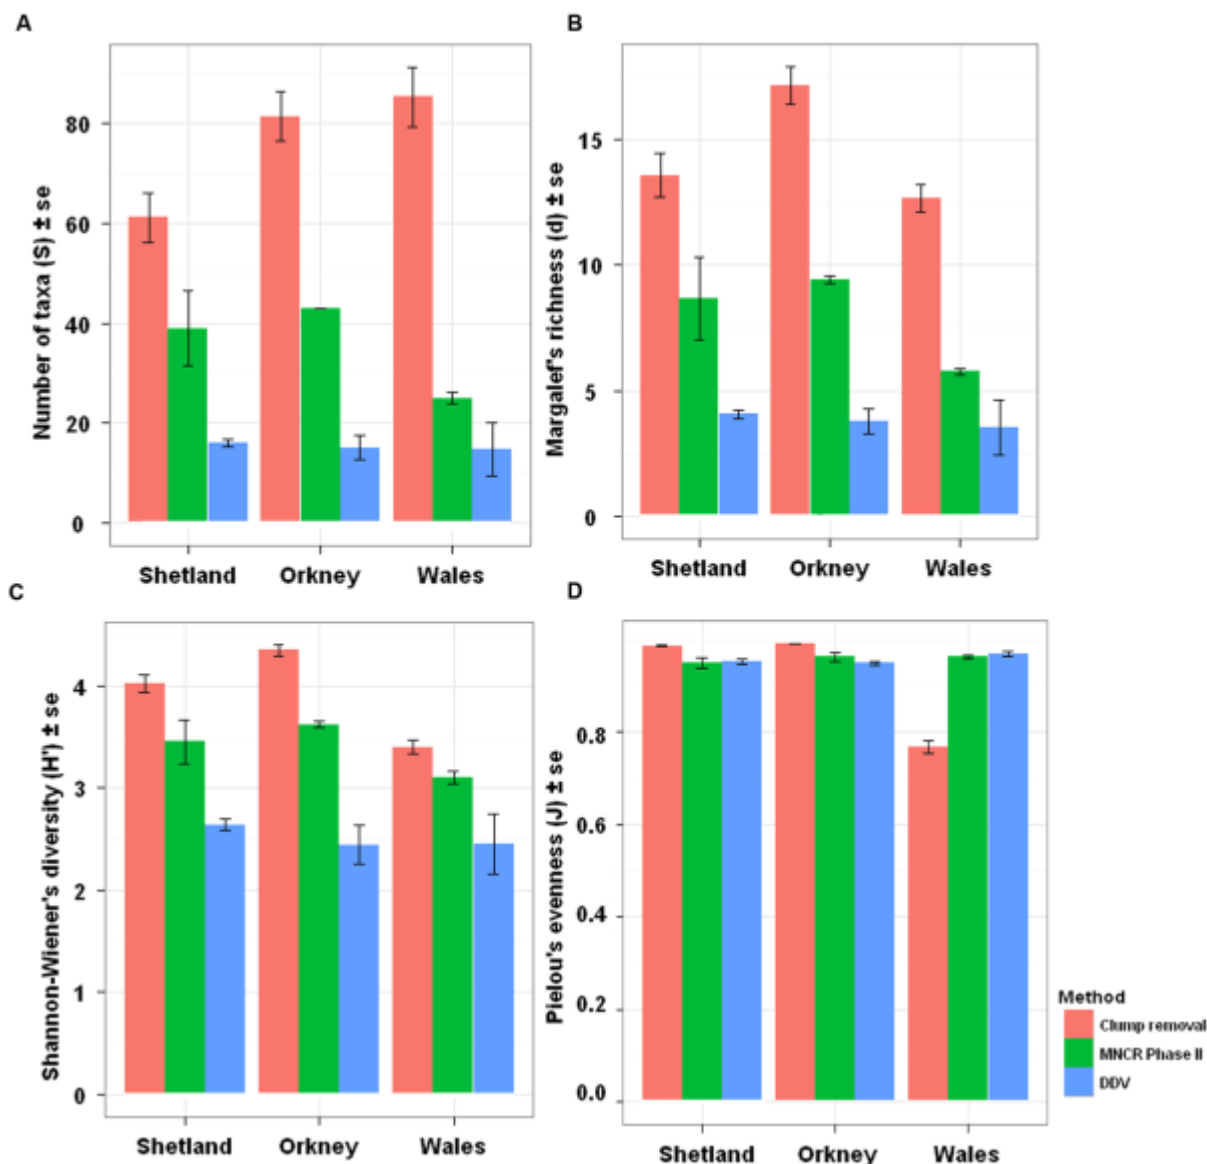 A
Number of taxa (S) ± se
80
60
40
20
0
Shetland Orkney Wales
B
Margalef's richness (d) ± se
15
10
5
0
Shetland Orkney Wales
C
Shannon-Wiener's diversity (H') ± se
4
3
2
1
0
Shetland Orkney Wales
D
Pielou's evenness (J) ± se
0.8
0.6
0.4
0.2
0.0
Shetland Orkney Wales
Method
Clump removal
MNCR Phase II
DDV